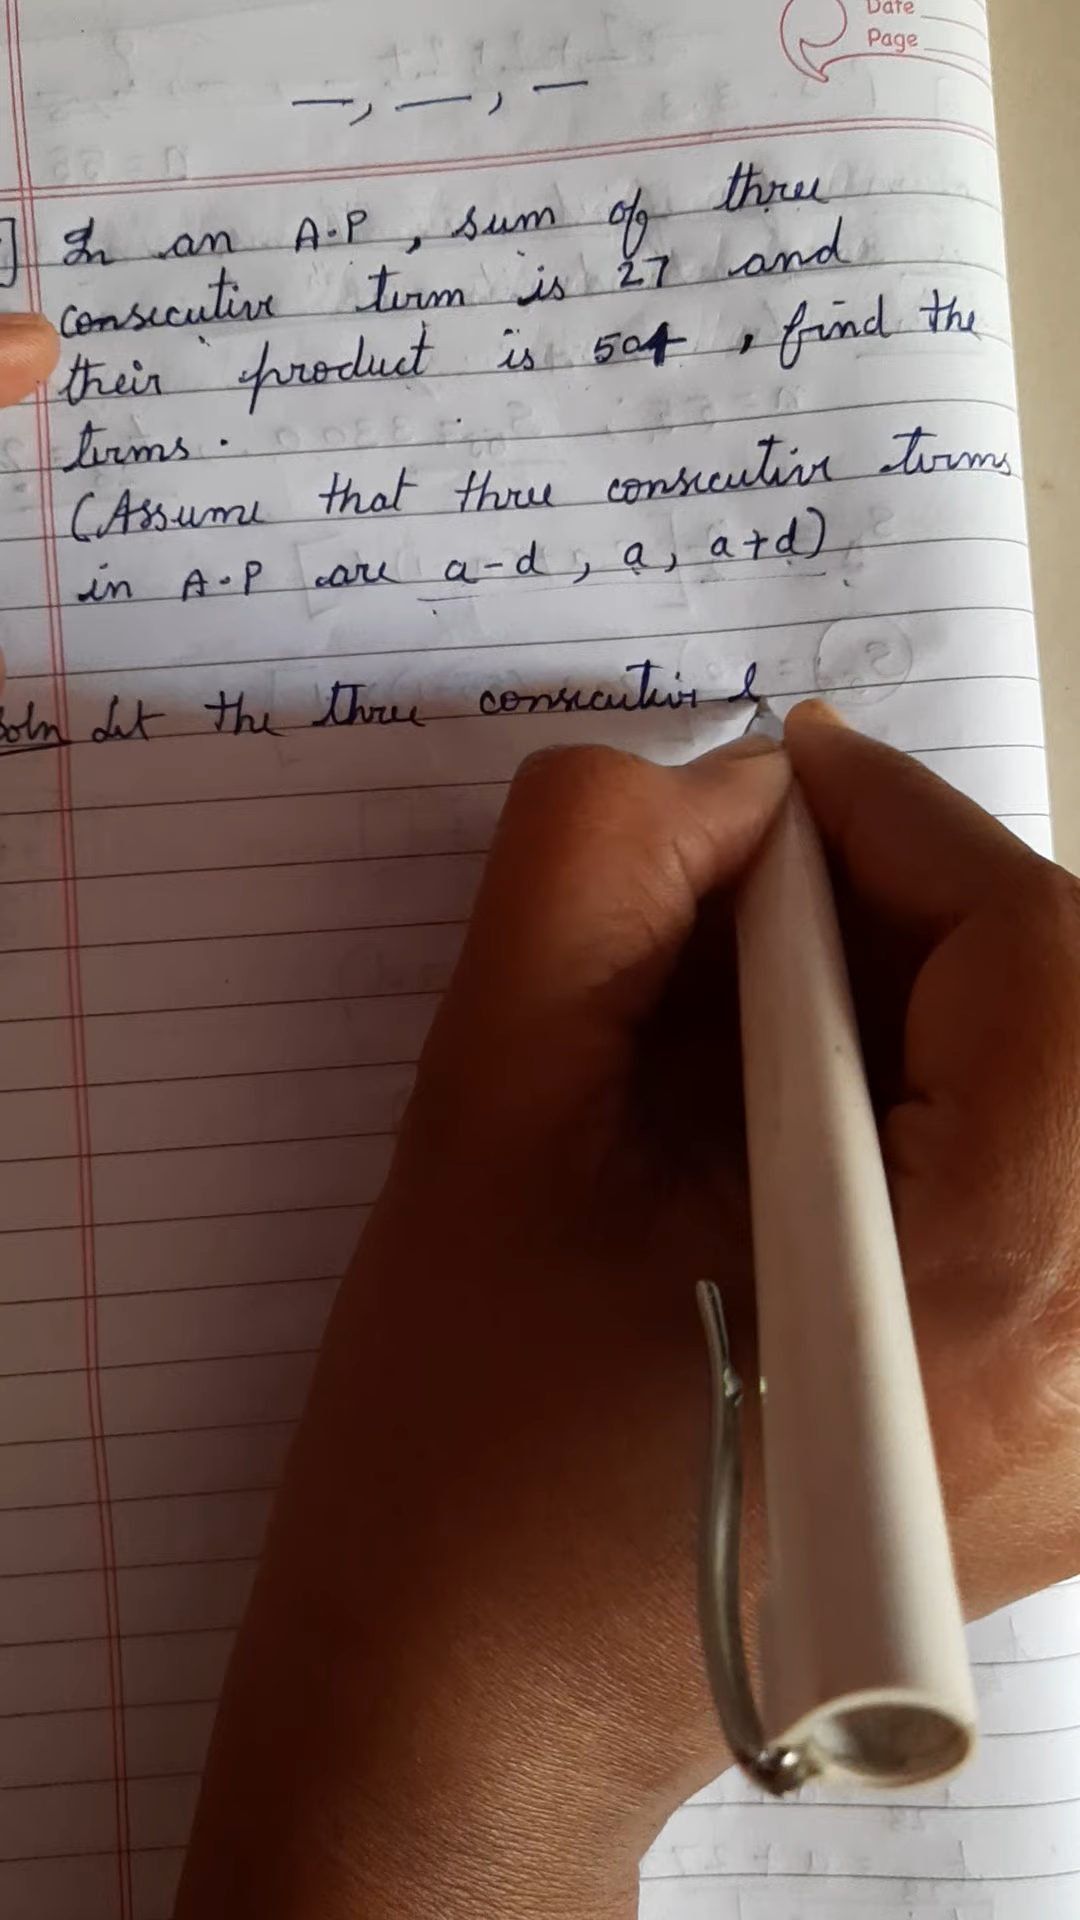 Date
Page
In an A.P, sum of three
consecutive term is 27 and
their product is 504, find the
terms.
(Assume that three consecutive terms
in A.P are a-d, a, a+d)
Soln Let the three consecutive